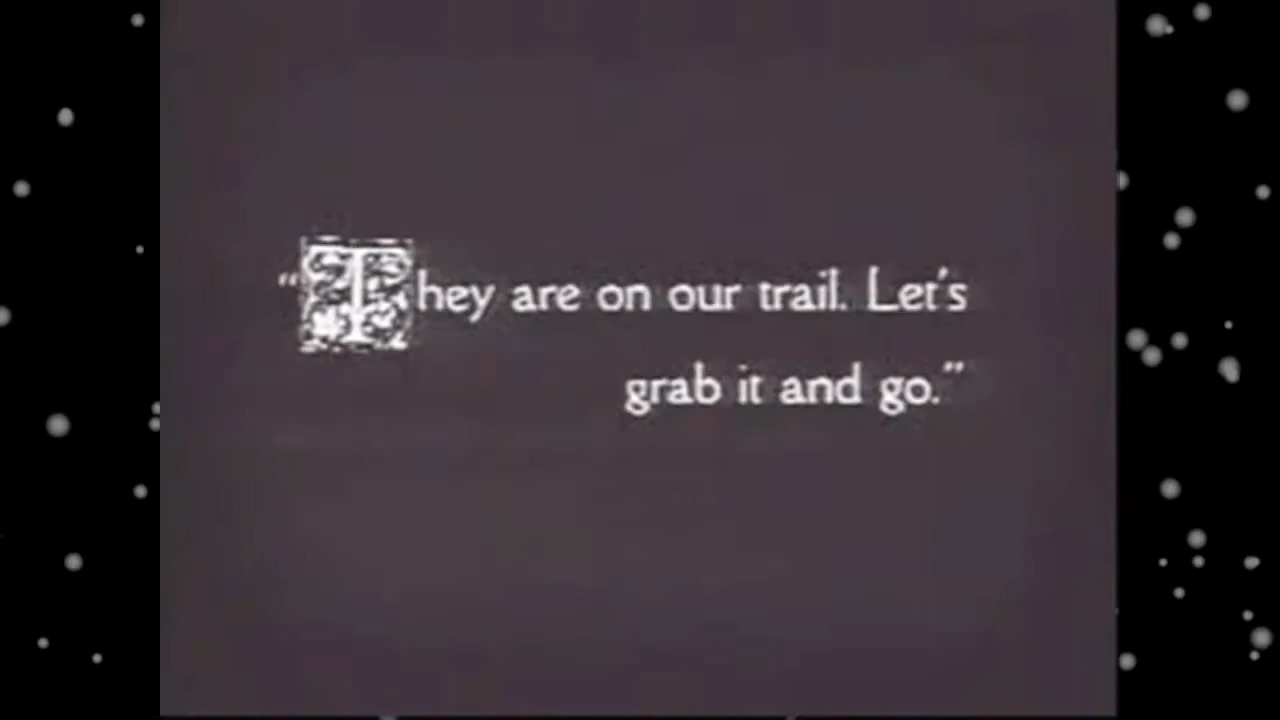 “They are on our trail. Let's
grab it and go.”